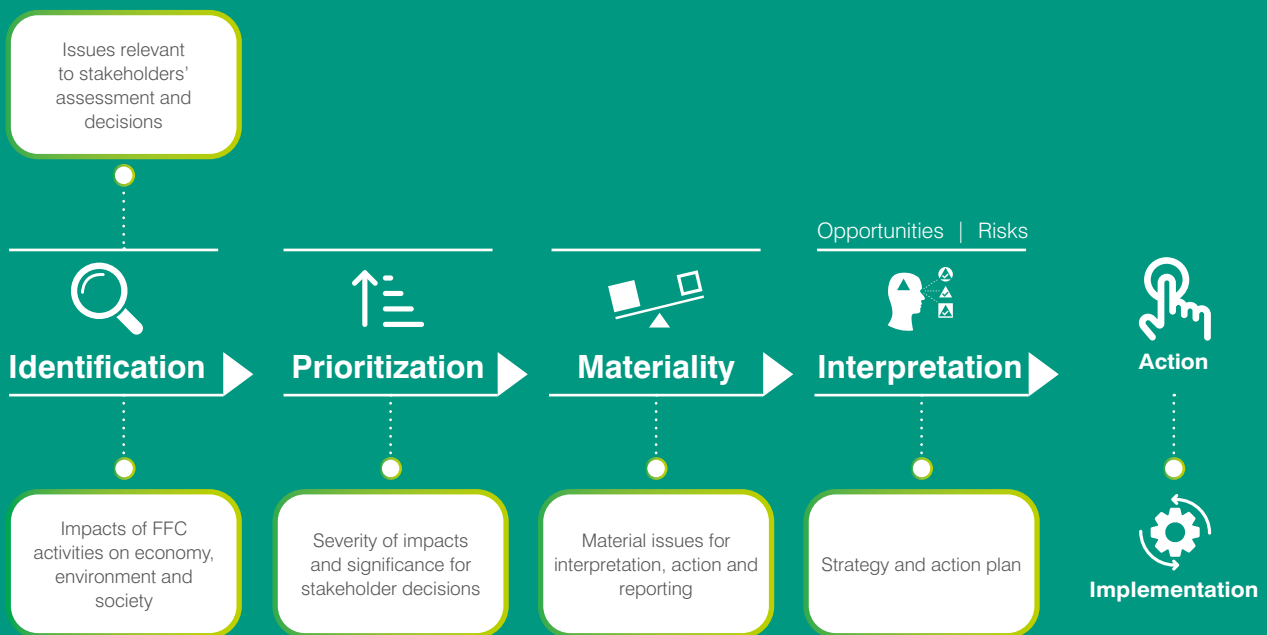 Issues relevant
to stakeholders’
assessment and
decisions
Opportunities | Risks
Identification
Prioritization
Materiality
Interpretation
Action
Impacts of FFC
activities on economy,
environment and
society
Severity of impacts
and significance for
stakeholder decisions
Material issues for
interpretation, action and
reporting
Strategy and action plan
Implementation